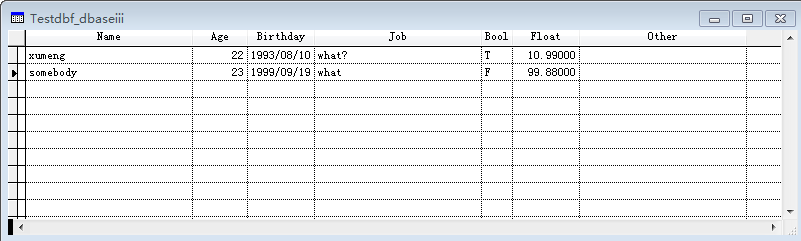 Testdbf_dbaseiii
Name Age Birthday Job Bool Float Other
xumeng 22 1993/08/10 what? T 10.99000
somebody 23 1999/09/19 what F 99.88000